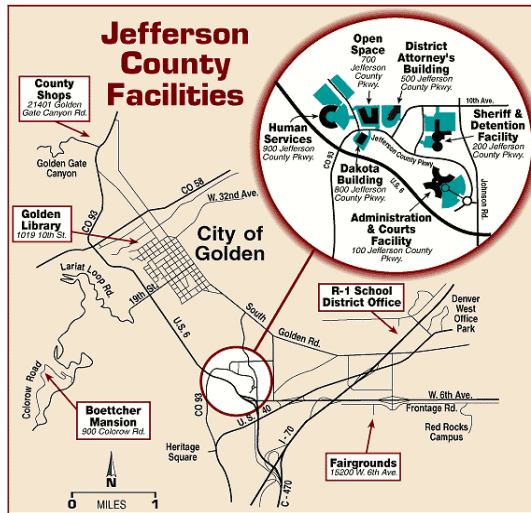 Jefferson
County
Facilities
County
Shops
21401 Golden
Gate Canyon Rd.
Golden Gate
Canyon
CO 93
CO 58
W. 32nd Ave.
Golden
Library
1019 10th St.
City of
Golden
Lariat Loop Rd.
19th St.
U.S. 6
South
Golden Rd.
Colorow Road
Boettcher
Mansion
900 Colorow Rd.
CO 93
U.S. 40
Heritage
Square
I - 70
C - 470
R-1 School
District Office
Denver
West
Office
Park
W. 6th Ave.
Frontage Rd.
Red Rocks
Campus
Fairgrounds
15200 W. 6th Ave.
N
0 MILES 1
Open
Space
700
Jefferson
County
Pkwy.
District
Attorney's
Building
500 Jefferson
County Pkwy.
10th Ave.
Human
Services
900 Jefferson
County Pkwy.
Jefferson County Pkwy.
Sheriff &
Detention
Facility
200 Jefferson
County Pkwy.
CO 93
Dakota
Building
800 Jefferson
County Pkwy.
U.S. 6
Johnson Rd.
Administration
& Courts
Facility
100 Jefferson County
Pkwy.